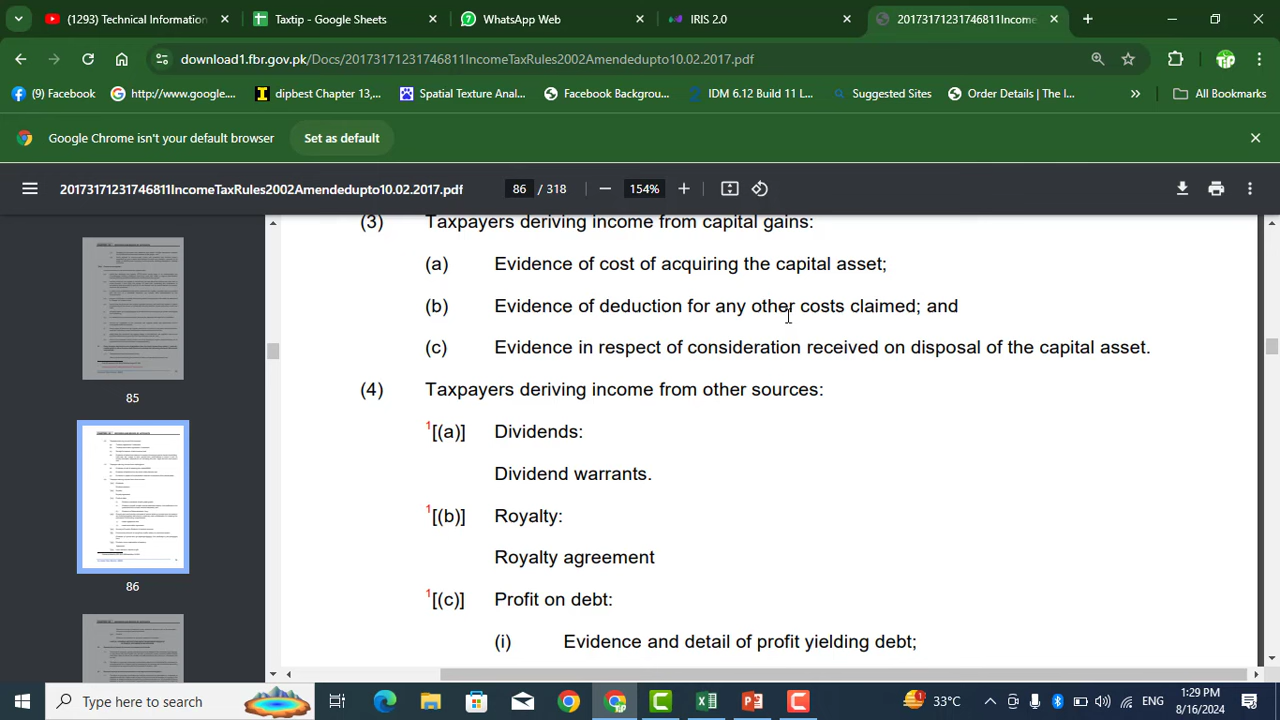 (1293) Technical Information
Taxtip - Google Sheets
WhatsApp Web
IRIS 2.0
20173171231746811Income
download1.fbr.gov.pk/Docs/20173171231746811IncomeTaxRules2002Amendedupto10.02.2017.pdf
(9) Facebook
http://www.google....
dipbest Chapter 13,...
Spatial Texture Anal...
Facebook Backgrou...
IDM 6.12 Build 11 L...
Suggested Sites
Order Details | The I...
All Bookmarks
Google Chrome isn't your default browser
Set as default
20173171231746811IncomeTaxRules2002Amendedupto10.02.2017.pdf
86 / 318
154%
85
86
(3) Taxpayers deriving income from capital gains:
(a) Evidence of cost of acquiring the capital asset;
(b) Evidence of deduction for any other costs claimed; and
(c) Evidence in respect of consideration received on disposal of the capital asset.
(4) Taxpayers deriving income from other sources:
1[(a)] Dividends:
Dividend warrants.
1[(b)] Royalty:
Royalty agreement
1[(c)] Profit on debt:
(i) Evidence and detail of profit yielding debt;
Type here to search
33°C
ENG
1:29 PM
8/16/2024